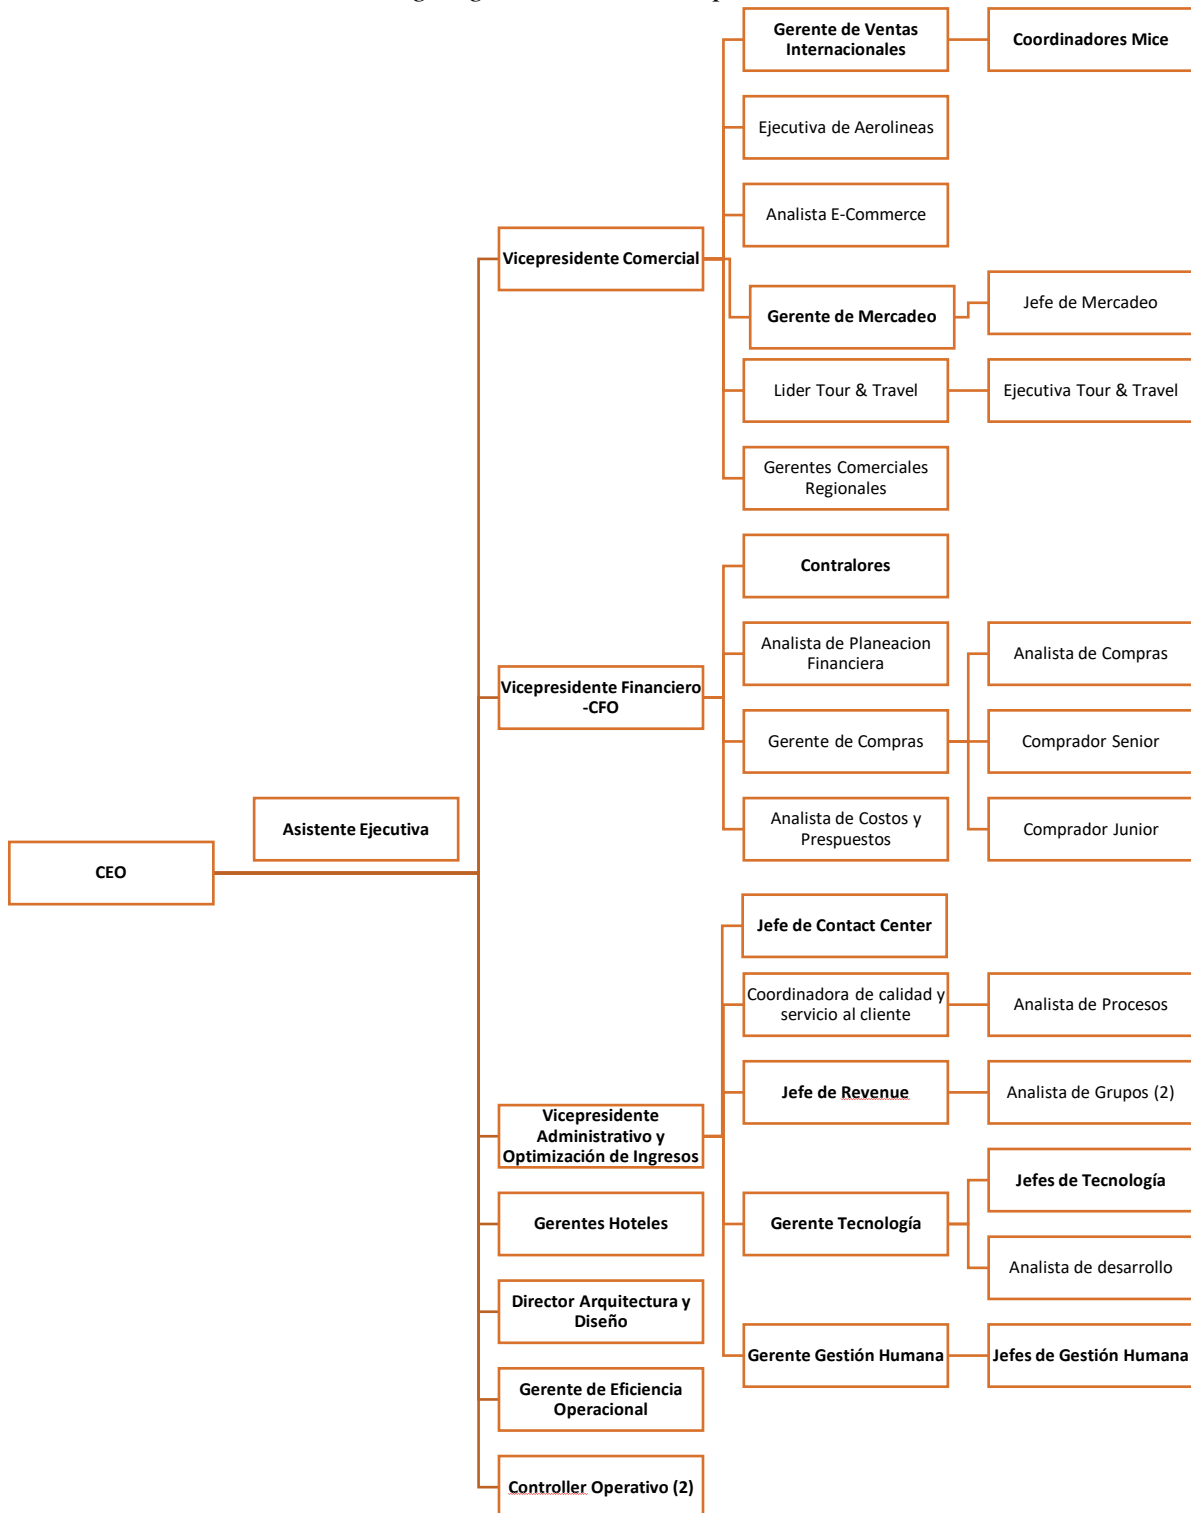 Gerente de Ventas
Internacionales
Coordinadores Mice
Ejecutiva de Aerolineas
Analista E-Commerce
Vicepresidente Comercial
Gerente de Mercadeo
Jefe de Mercadeo
Lider Tour & Travel
Ejecutiva Tour & Travel
Gerentes Comerciales
Regionales
Contralores
Analista de Planeacion
Financiera
Analista de Compras
Vicepresidente Financiero
-CFO
Gerente de Compras
Comprador Senior
Analista de Costos y
Prespuestos
Comprador Junior
Asistente Ejecutiva
CEO
Jefe de Contact Center
Coordinadora de calidad y
servicio al cliente
Analista de Procesos
Jefe de Revenue
Analista de Grupos (2)
Vicepresidente
Administrativo y
Optimización de Ingresos
Jefes de Tecnología
Gerentes Hoteles
Gerente Tecnología
Analista de desarrollo
Director Arquitectura y
Diseño
Gerente Gestión Humana
Jefes de Gestión Humana
Gerente de Eficiencia
Operacional
Controller Operativo (2)